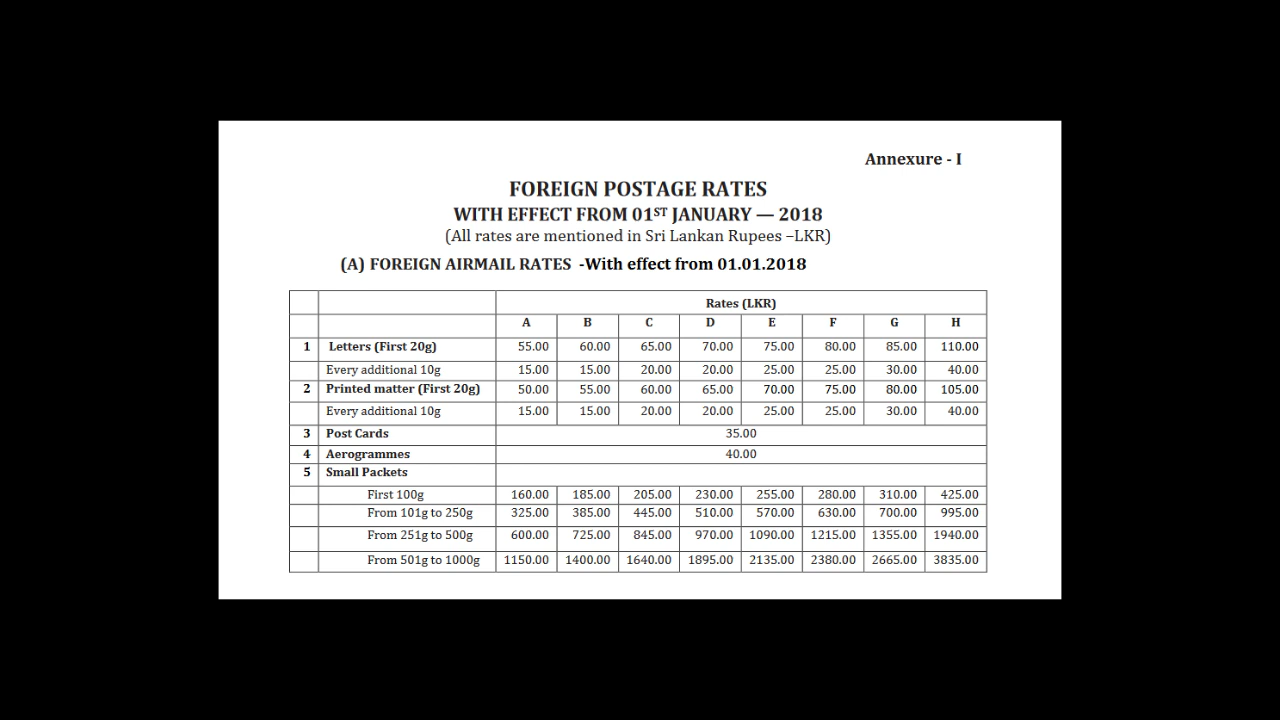 Annexure - I
FOREIGN POSTAGE RATES
WITH EFFECT FROM 01ST JANUARY — 2018
(All rates are mentioned in Sri Lankan Rupees –LKR)
(A) FOREIGN AIRMAIL RATES -With effect from 01.01.2018
Rates (LKR)
A B C D E F G H
1 Letters (First 20g) 55.00 60.00 65.00 70.00 75.00 80.00 85.00 110.00
Every additional 10g 15.00 15.00 20.00 20.00 25.00 25.00 30.00 40.00
2 Printed matter (First 20g) 50.00 55.00 60.00 65.00 70.00 75.00 80.00 105.00
Every additional 10g 15.00 15.00 20.00 20.00 25.00 25.00 30.00 40.00
3 Post Cards 35.00
4 Aerogrammes 40.00
5 Small Packets
First 100g 160.00 185.00 205.00 230.00 255.00 280.00 310.00 425.00
From 101g to 250g 325.00 385.00 445.00 510.00 570.00 630.00 700.00 995.00
From 251g to 500g 600.00 725.00 845.00 970.00 1090.00 1215.00 1355.00 1940.00
From 501g to 1000g 1150.00 1400.00 1640.00 1895.00 2135.00 2380.00 2665.00 3835.00